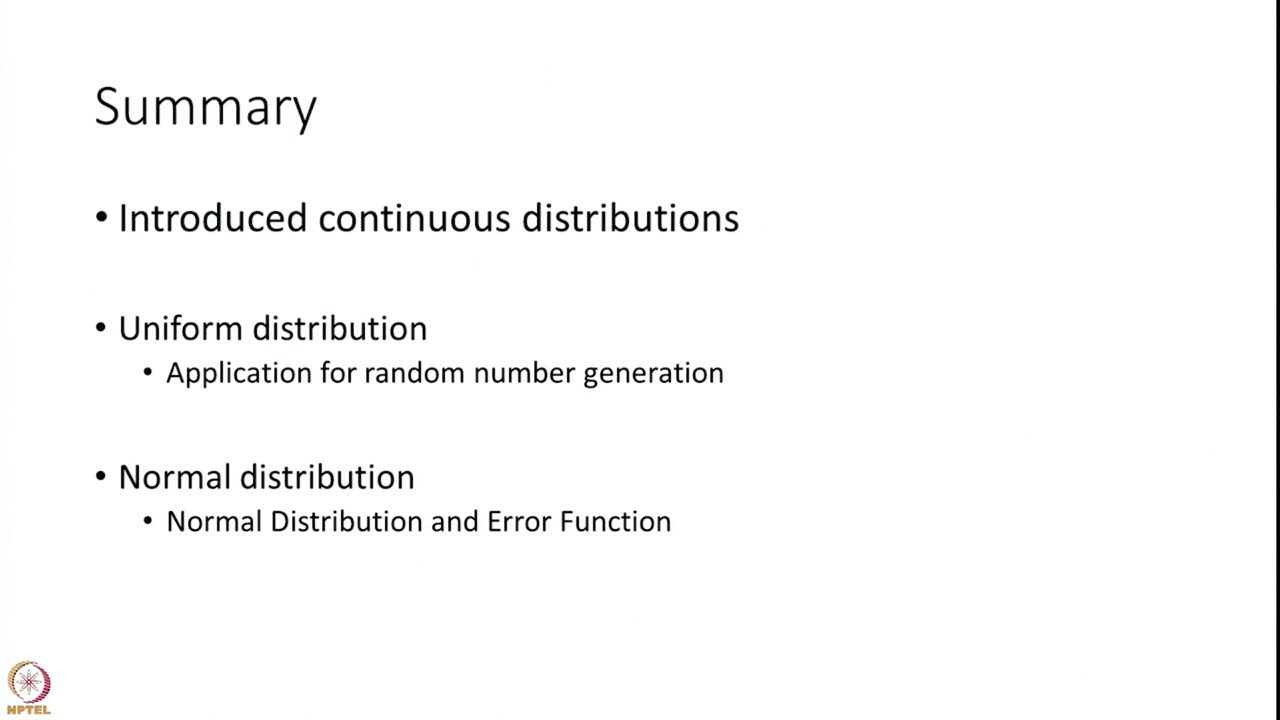 Summary
• Introduced continuous distributions
• Uniform distribution
• Application for random number generation
• Normal distribution
• Normal Distribution and Error Function
NPTEL